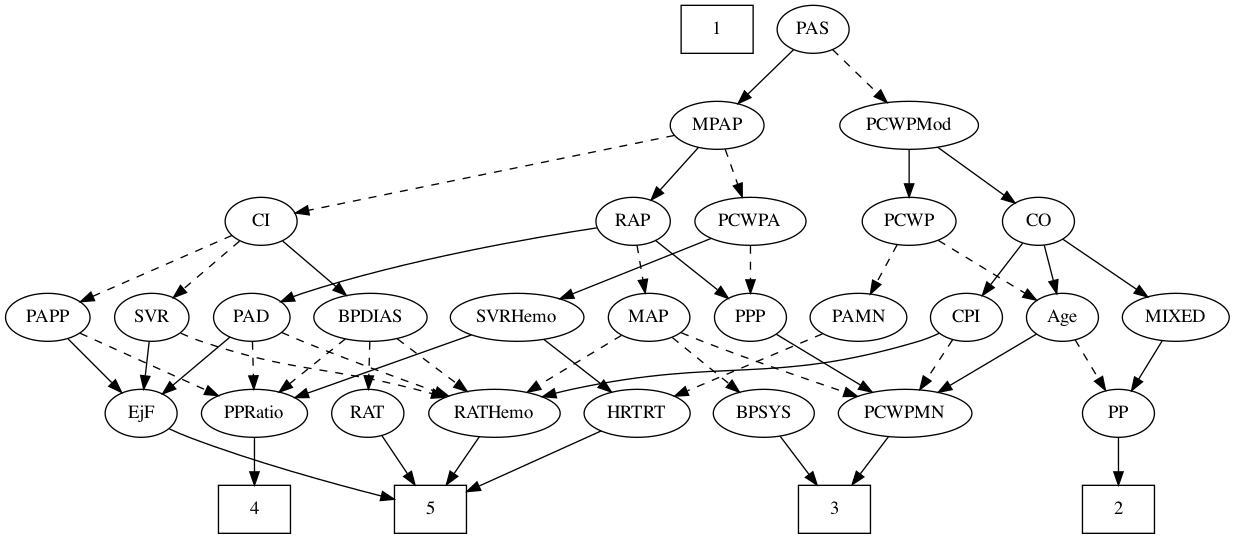 1
PAS
MPAP
PCWPMod
CI
RAP
PCWPA
PCWP
CO
PAPP
SVR
PAD
BPDIAS
SVRHemo
MAP
PPP
PAMN
CPI
Age
MIXED
EjF
PPRatio
RAT
RATHemo
HRTRT
BPSYS
PCWPMN
PP
4
5
3
2